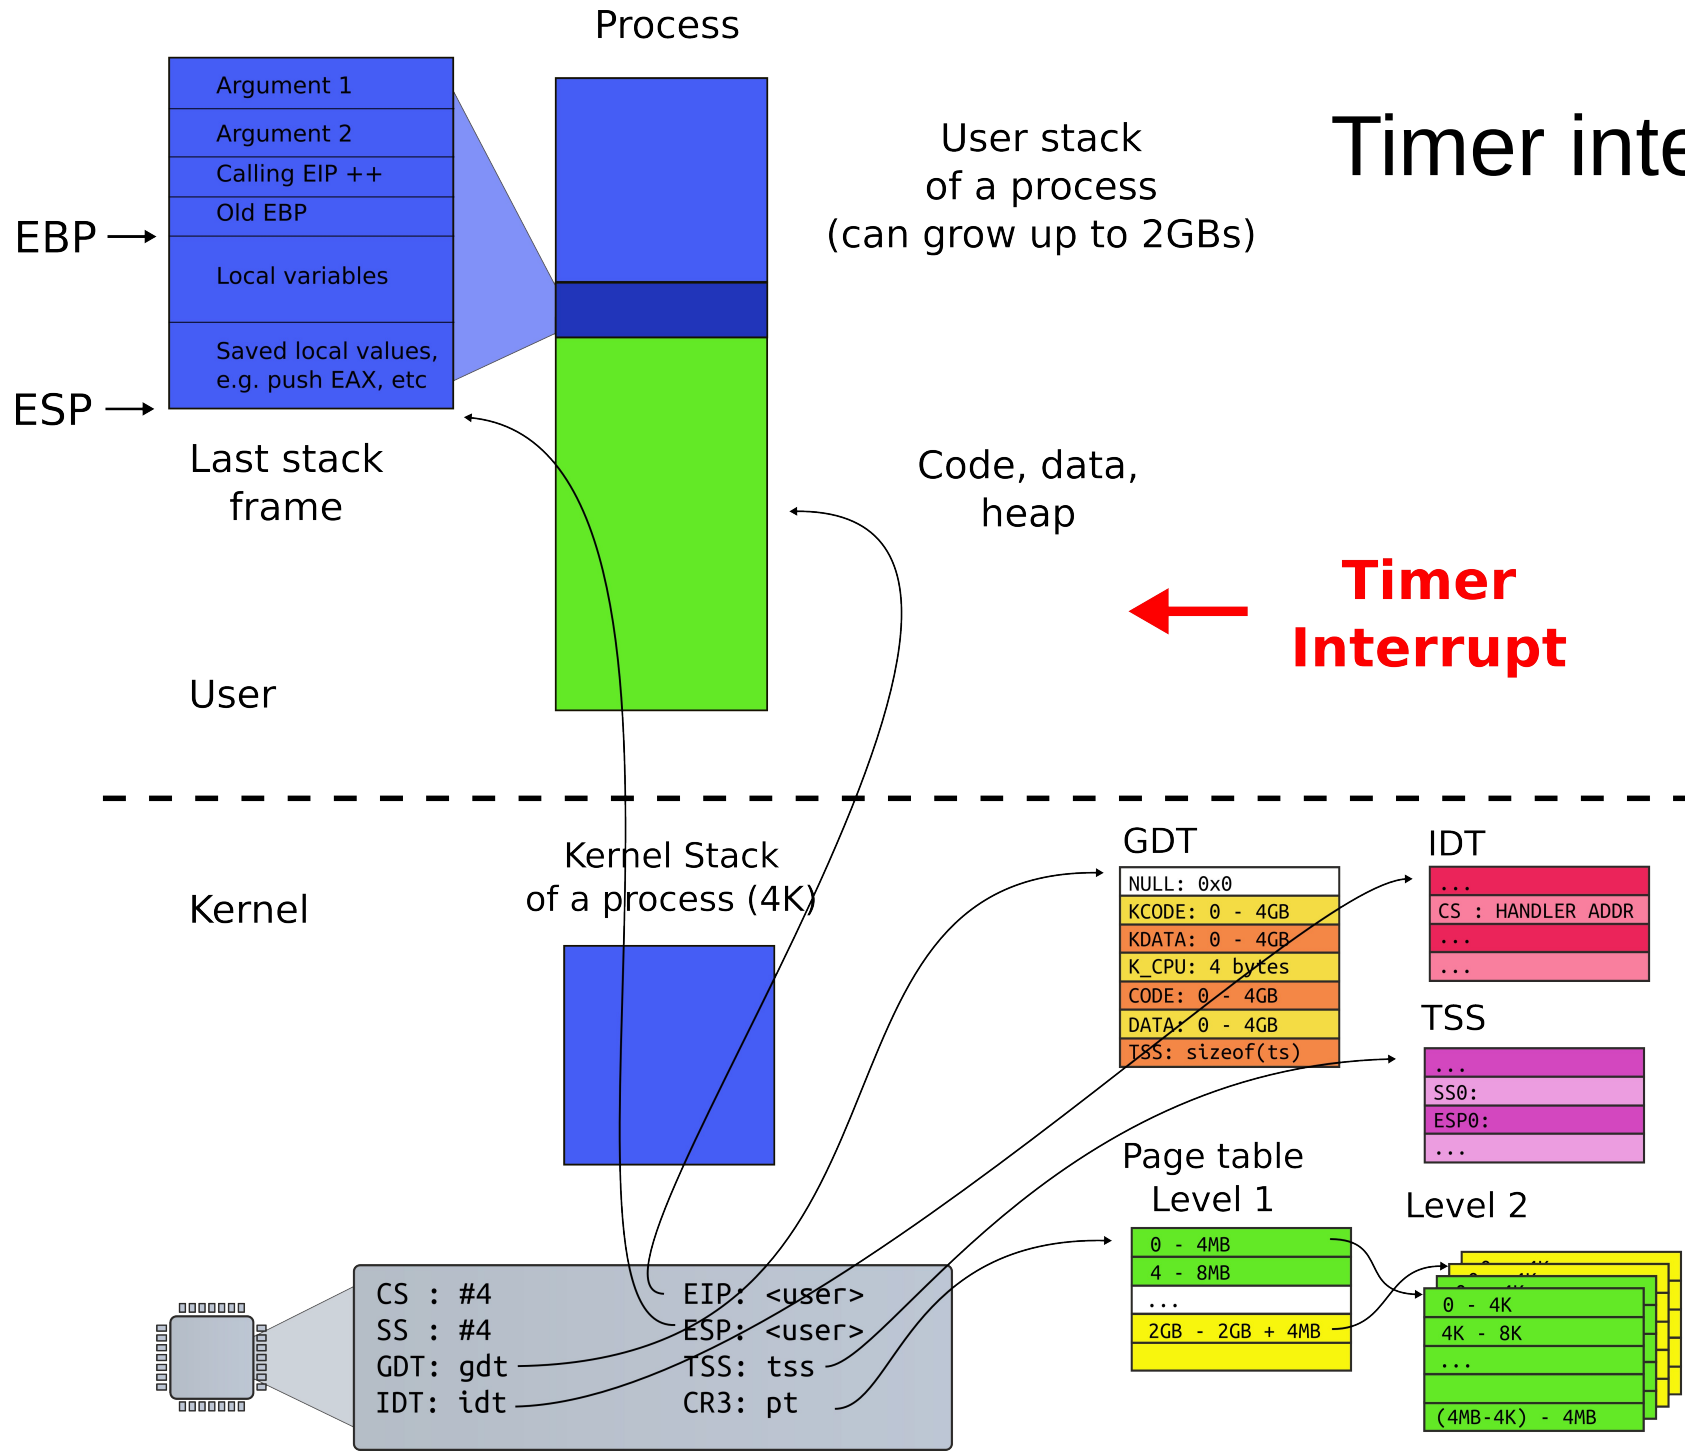 Process
Argument 1
Argument 2
Calling EIP ++
Old EBP
Local variables
Saved local values,
e.g. push EAX, etc
EBP
ESP
Last stack
frame
User stack
of a process
(can grow up to 2GBs)
Timer inte
Code, data,
heap
Timer
Interrupt
User
Kernel
Kernel Stack
of a process (4K)
GDT
NULL: 0x0
KCODE: 0 - 4GB
KDATA: 0 - 4GB
K_CPU: 4 bytes
CODE: 0 - 4GB
DATA: 0 - 4GB
TSS: sizeof(ts)
IDT
...
CS : HANDLER ADDR
...
...
TSS
...
SS0:
ESP0:
...
Page table
Level 1
0 - 4MB
4 - 8MB
...
2GB - 2GB + 4MB
Level 2
0 - 4K
4K - 8K
...
(4MB-4K) - 4MB
CS : #4
SS : #4
GDT: gdt
IDT: idt
EIP: <user>
ESP: <user>
TSS: tss
CR3: pt